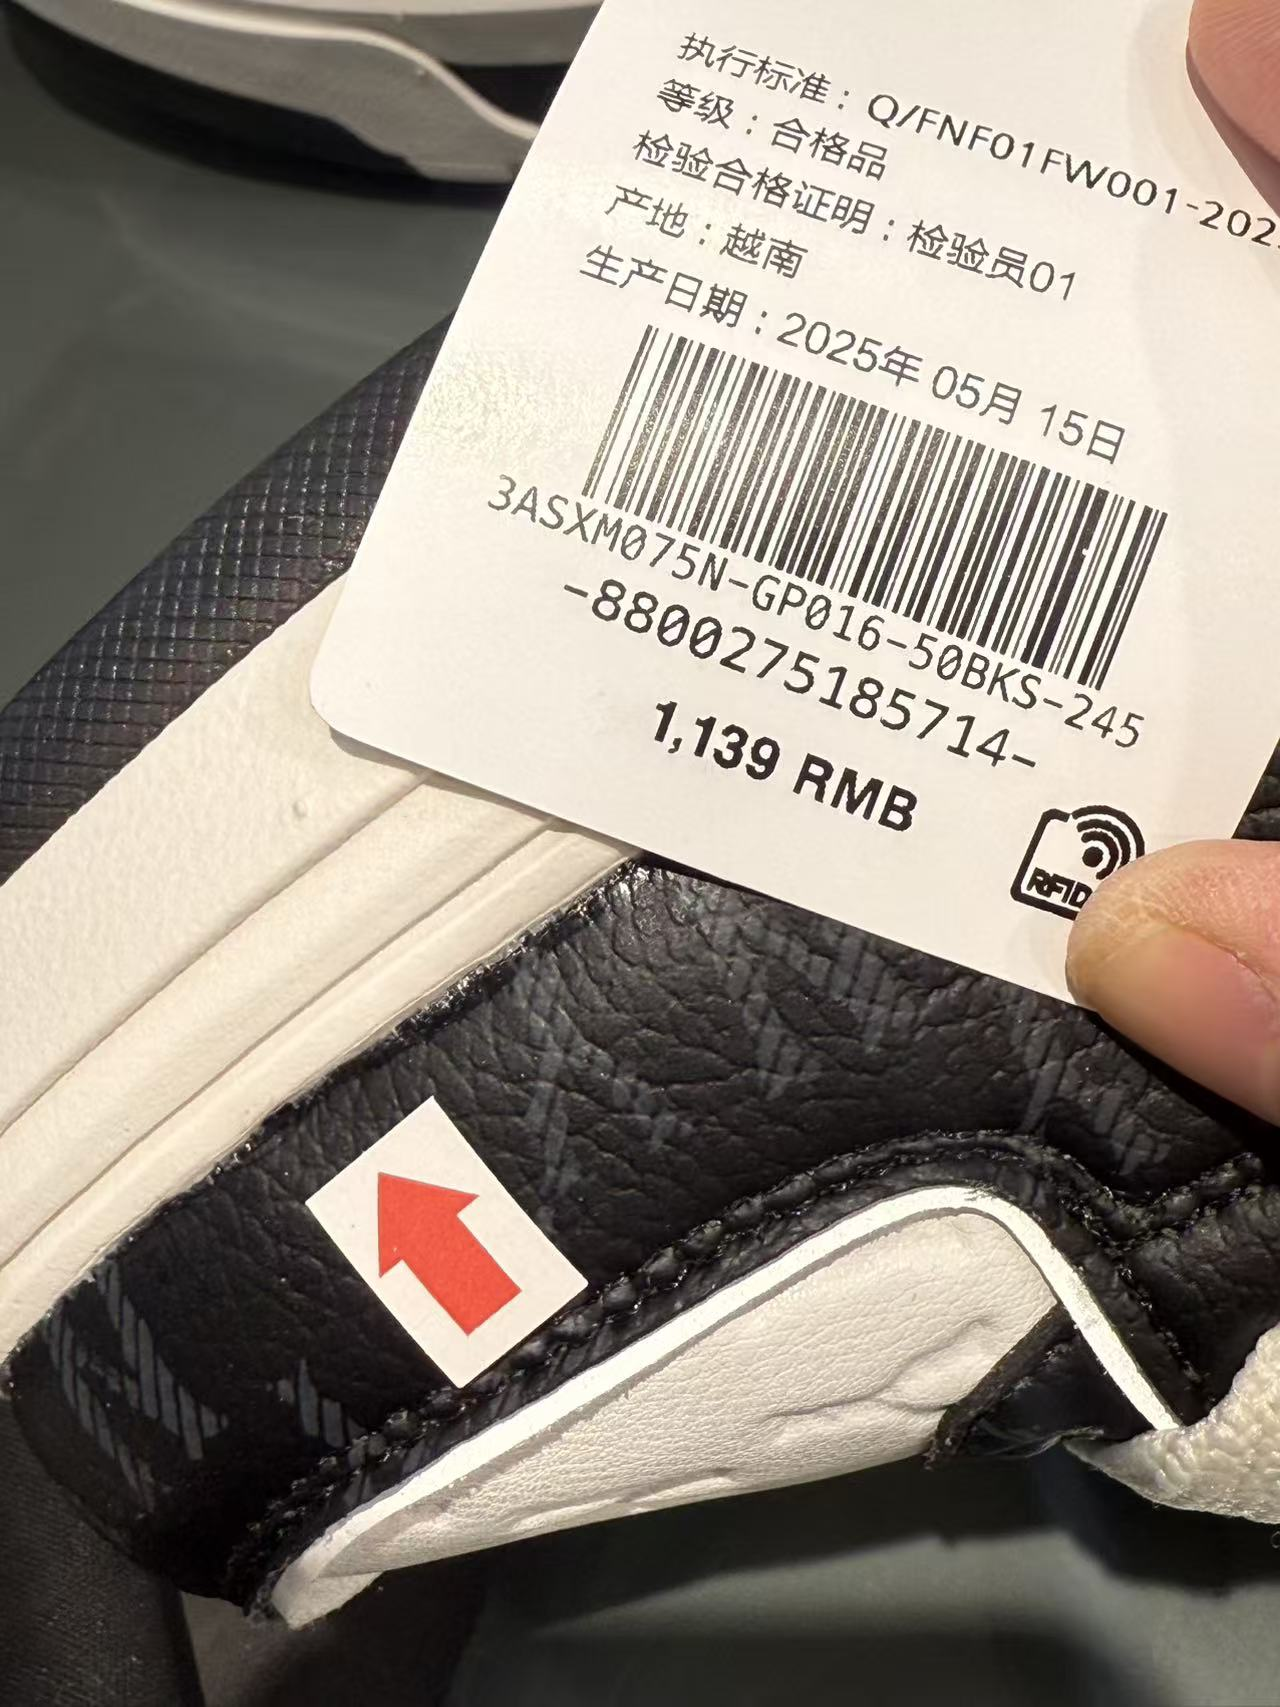 执行标准：Q/FNF01FW001-202
等级：合格品
检验合格证明：检验员01
产地：越南
生产日期：2025年 05月 15日
3ASXM075N-GP016-50BKS-245
-8800275185714-
1,139 RMB
RFID